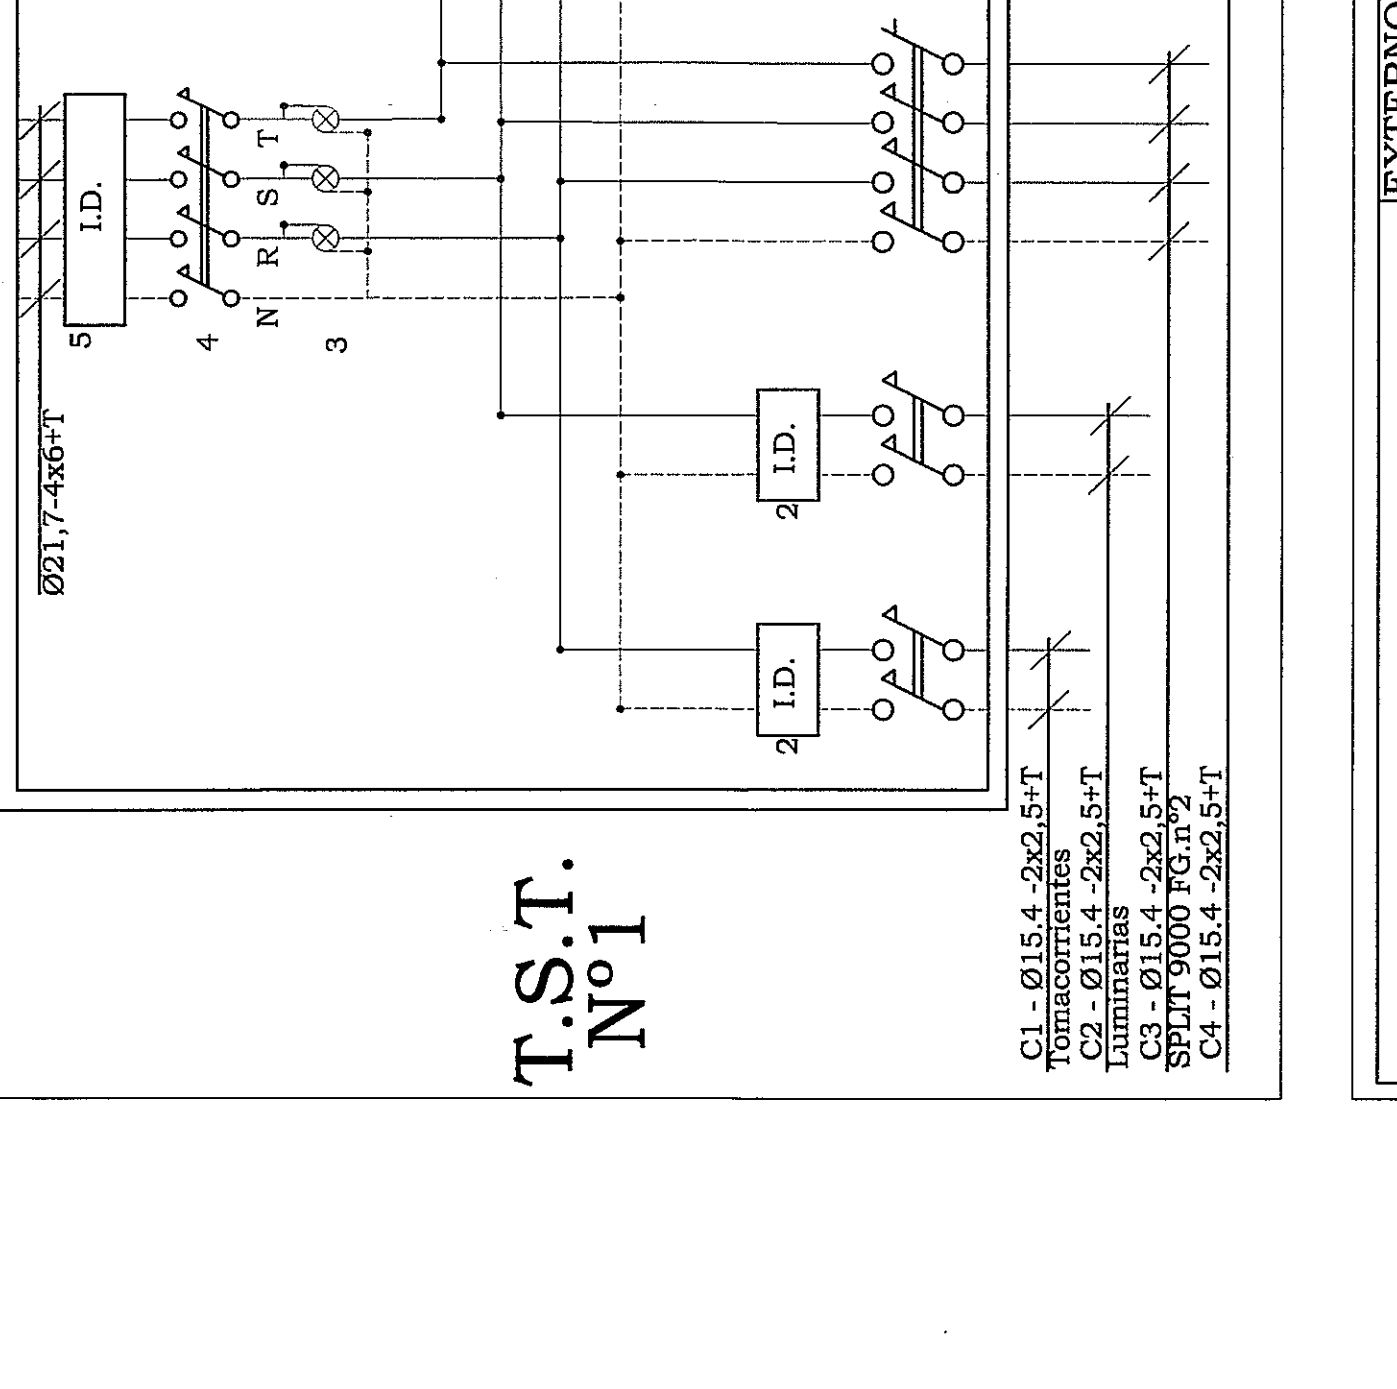 Ø21,7-4x6+T
5
I.D.
4
N
R
S
T
3
T.S.T.
Nº1
2
I.D.
2
I.D.
C1 - Ø15.4 -2x2,5+T
Tomacorrientes
C2 - Ø15.4 -2x2,5+T
Luminarias
C3 - Ø15.4 -2x2,5+T
SPLIT 9000 FG.nº2
C4 - Ø15.4 -2x2,5+T
EXTERNO